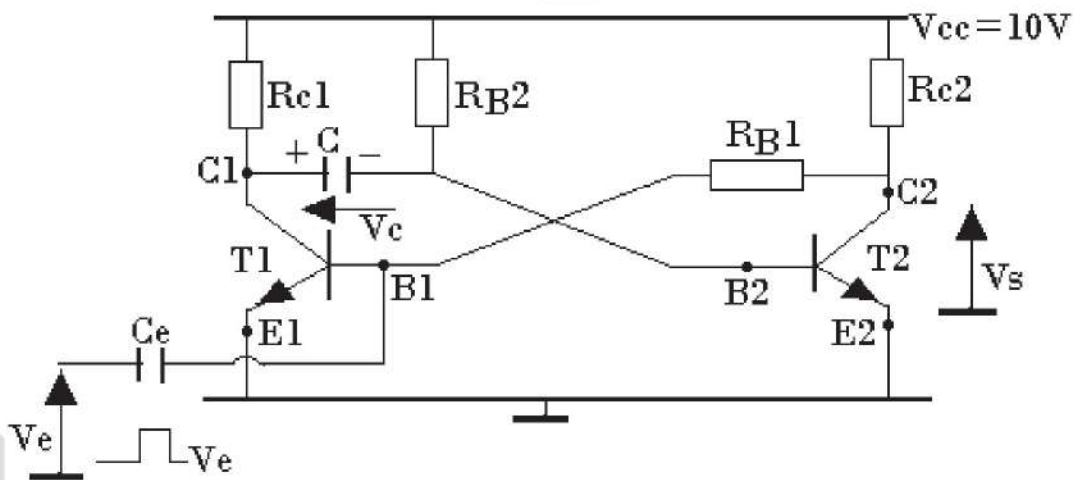 Vcc=10V
Rc1
RB2
Rc2
RB1
+ C −
C1
C2
Vc
T1
B1
B2
T2
Vs
E1
E2
Ce
Ve
Ve